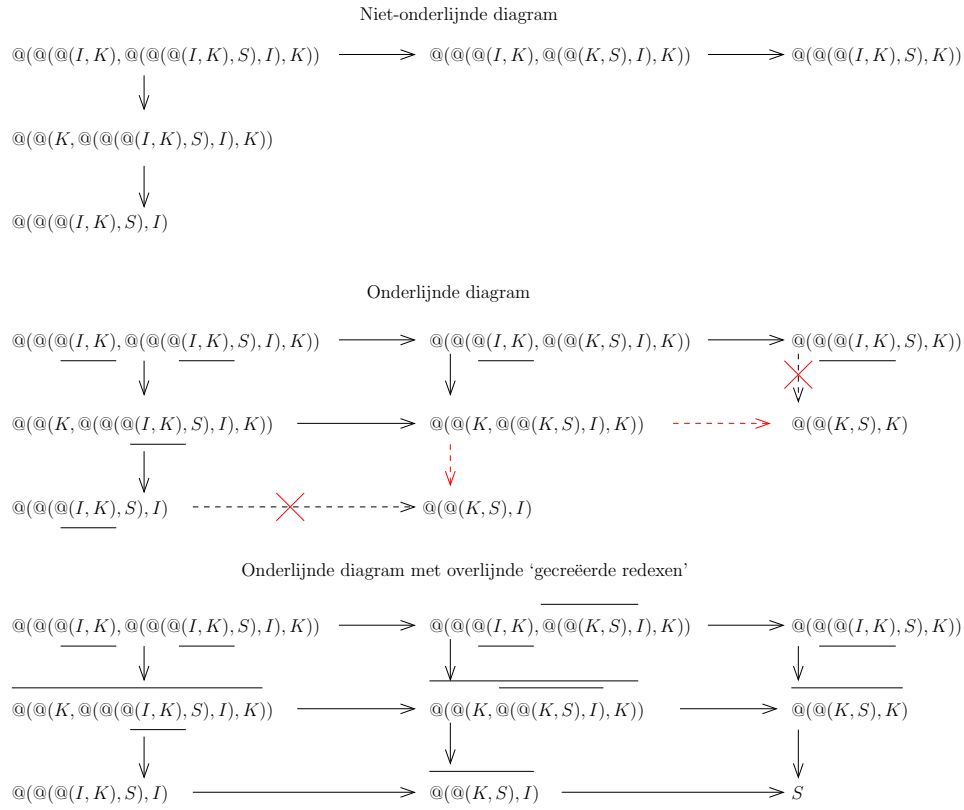 Niet-onderlijnde diagram
@(@(@(I, K), @(@(@(I, K), S), I), K)) @(@(@(I, K), @(@(K, S), I), K)) @(@(@(I, K), S), K))
@(@(K, @(@(@(I, K), S), I), K))
@(@(@(I, K), S), I)
Onderlijnde diagram
@(@(@(I, K), @(@(@(I, K), S), I), K)) @(@(@(I, K), @(@(K, S), I), K)) @(@(@(I, K), S), K))
@(@(K, @(@(@(I, K), S), I), K)) @(@(K, @(@(K, S), I), K)) @(@(K, S), K)
@(@(@(I, K), S), I) @(@(K, S), I)
Onderlijnde diagram met overlijnde ‘gecreëerde redexen’
@(@(@(I, K), @(@(@(I, K), S), I), K)) @(@(@(I, K), @(@(K, S), I), K)) @(@(@(I, K), S), K))
@(@(K, @(@(@(I, K), S), I), K)) @(@(K, @(@(K, S), I), K)) @(@(K, S), K)
@(@(@(I, K), S), I) @(@(K, S), I) S